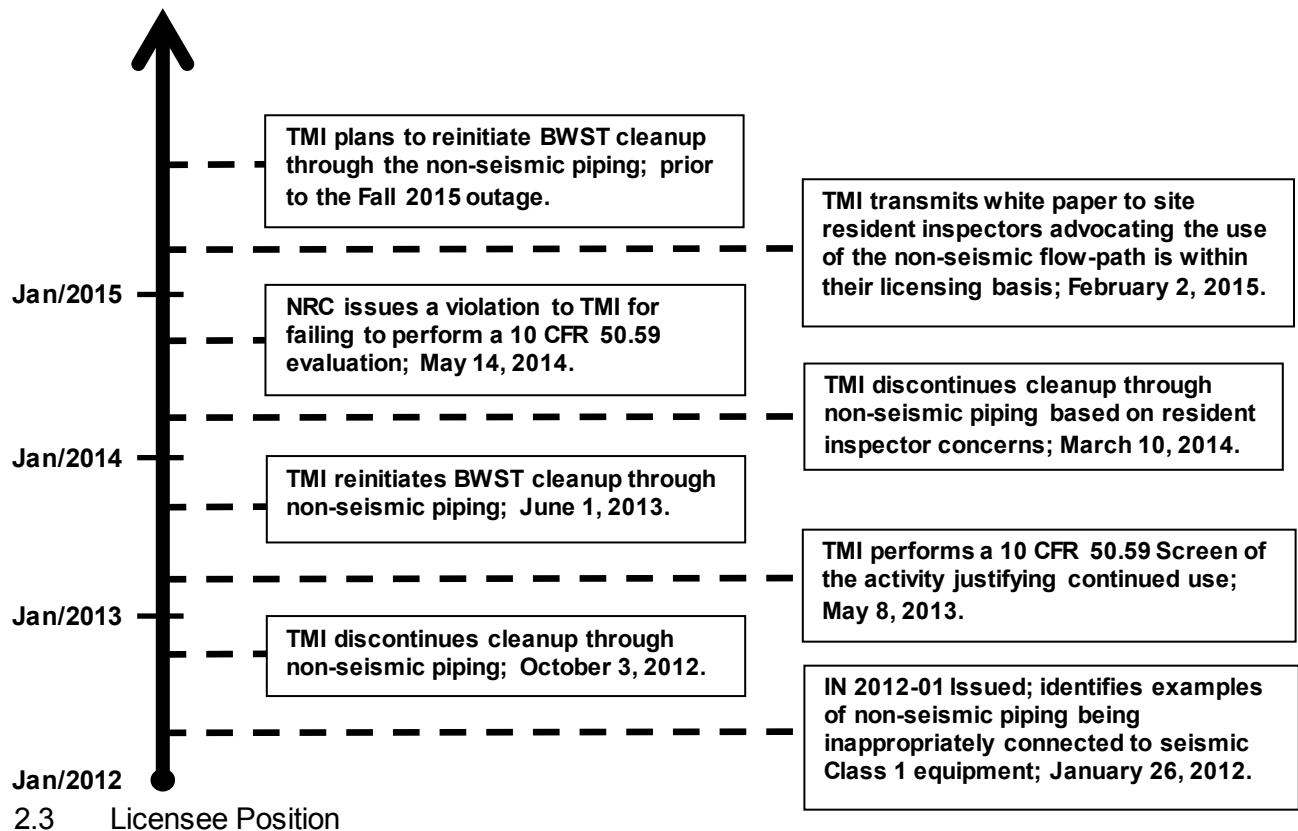 TMI plans to reinitiate BWST cleanup
through the non-seismic piping; prior
to the Fall 2015 outage.
TMI transmits white paper to site
resident inspectors advocating the use
of the non-seismic flow-path is within
their licensing basis; February 2, 2015.
Jan/2015
NRC issues a violation to TMI for
failing to perform a 10 CFR 50.59
evaluation; May 14, 2014.
TMI discontinues cleanup through
non-seismic piping based on resident
inspector concerns; March 10, 2014.
Jan/2014
TMI reinitiates BWST cleanup through
non-seismic piping; June 1, 2013.
TMI performs a 10 CFR 50.59 Screen of
the activity justifying continued use;
May 8, 2013.
Jan/2013
TMI discontinues cleanup through
non-seismic piping; October 3, 2012.
IN 2012-01 Issued; identifies examples
of non-seismic piping being
inappropriately connected to seismic
Class 1 equipment; January 26, 2012.
Jan/2012
2.3 Licensee Position